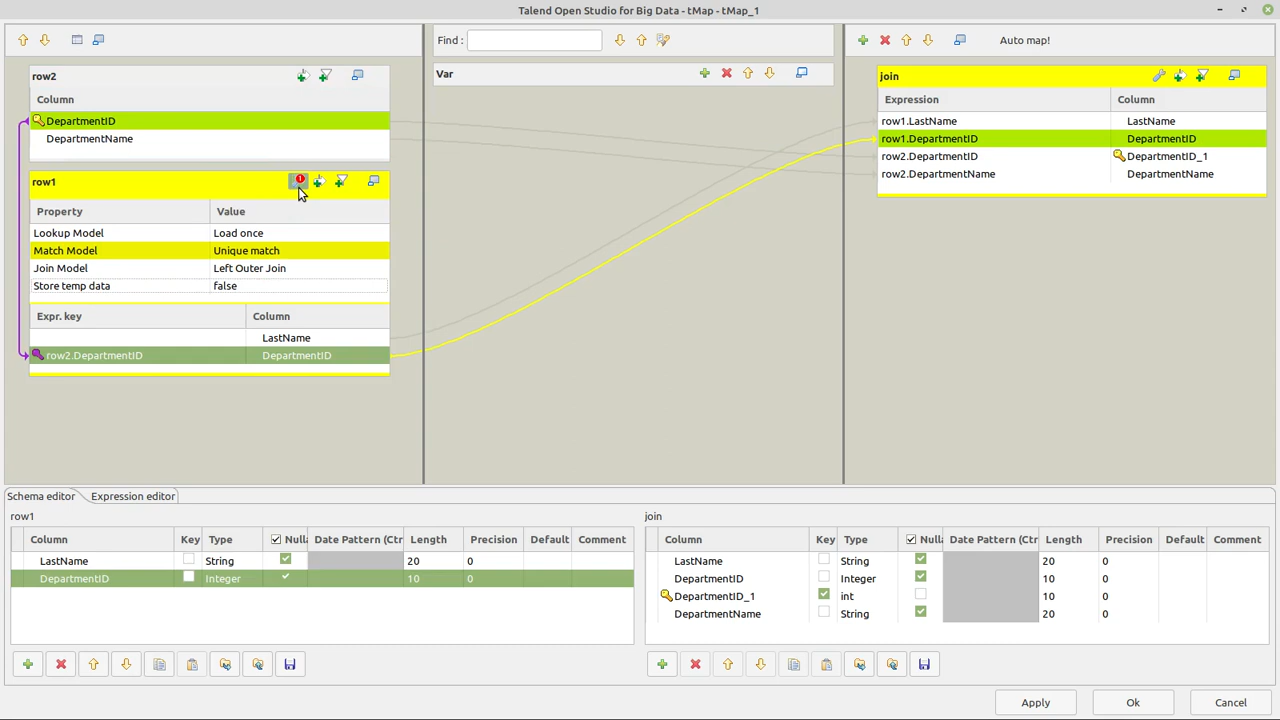 Talend Open Studio for Big Data - tMap - tMap_1
Find :
Auto map!
row2
Column
DepartmentID
DepartmentName
row1
Property Value
Lookup Model Load once
Match Model Unique match
Join Model Left Outer Join
Store temp data false
Expr. key Column
LastName
row2.DepartmentID DepartmentID
Var
join
Expression Column
row1.LastName LastName
row1.DepartmentID DepartmentID
row2.DepartmentID DepartmentID_1
row2.DepartmentName DepartmentName
Schema editor Expression editor
row1
Column Key Type Nulla Date Pattern (Ctr Length Precision Default Comment
LastName String 20 0
DepartmentID Integer 10 0
join
Column Key Type Nulla Date Pattern (Ctr Length Precision Default Comment
LastName String 20 0
DepartmentID Integer 10 0
DepartmentID_1 int 10 0
DepartmentName String 20 0
Apply Ok Cancel